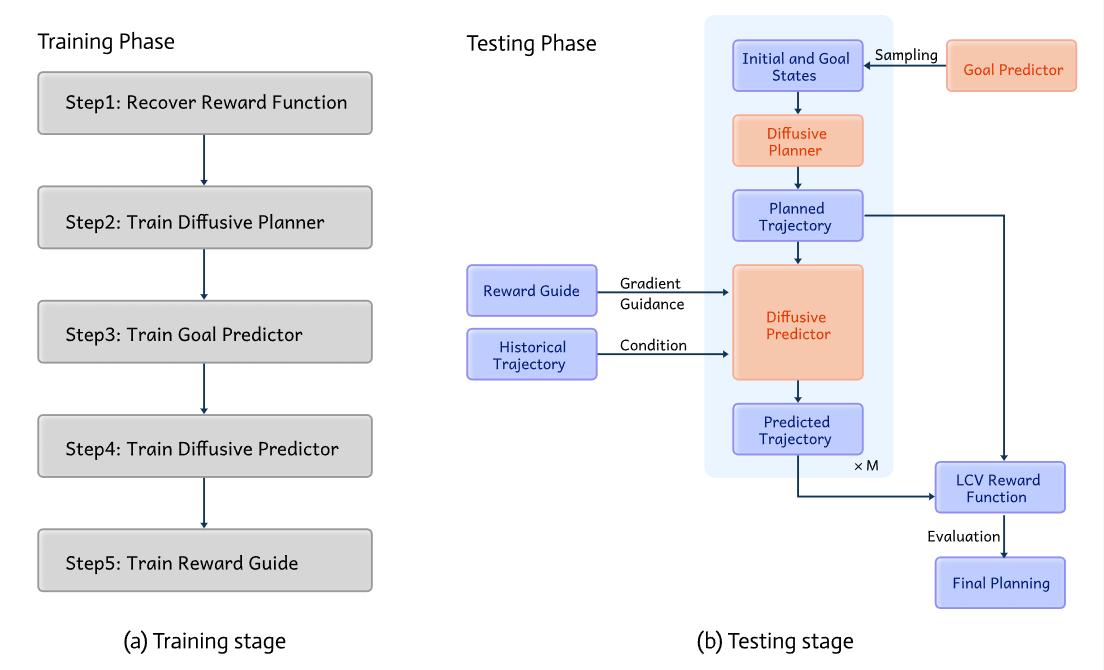 Training Phase
Step1: Recover Reward Function
Step2: Train Diffusive Planner
Step3: Train Goal Predictor
Step4: Train Diffusive Predictor
Step5: Train Reward Guide
(a) Training stage
Testing Phase
Initial and Goal
States
Sampling
Goal Predictor
Diffusive
Planner
Planned
Trajectory
Reward Guide
Gradient
Guidance
Historical
Trajectory
Condition
Diffusive
Predictor
Predicted
Trajectory
× M
LCV Reward
Function
Evaluation
Final Planning
(b) Testing stage